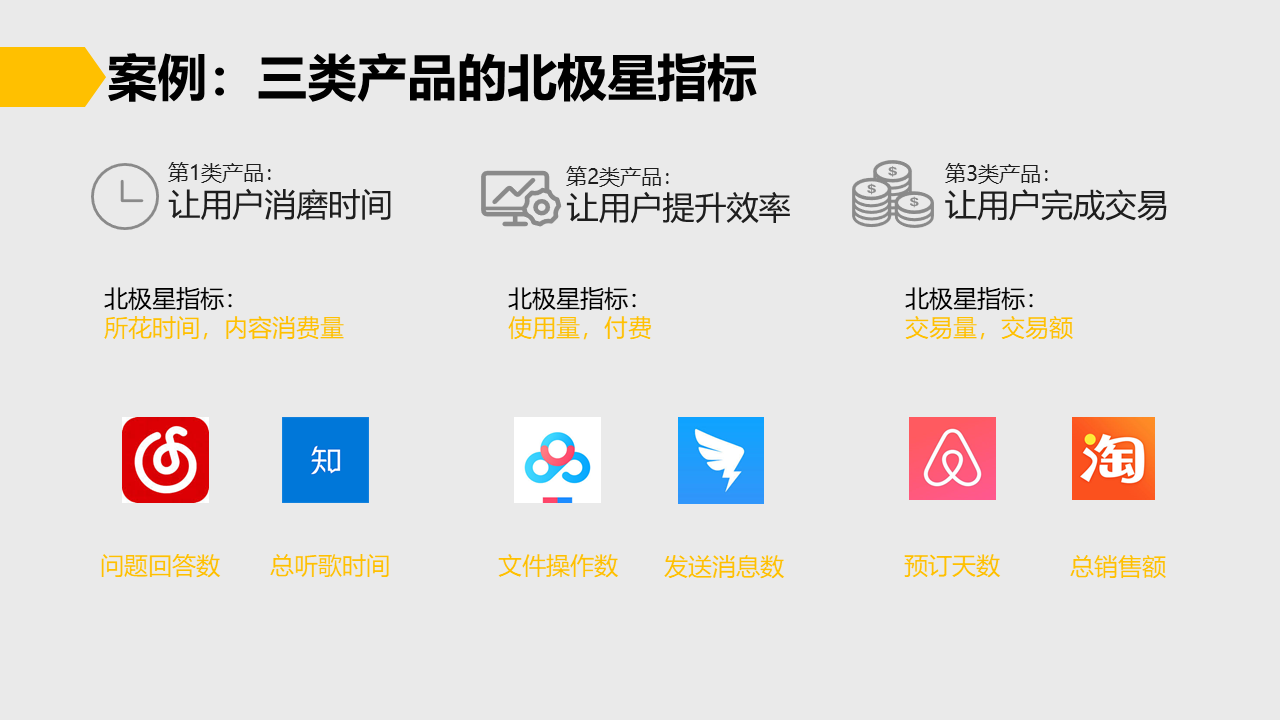 案例：三类产品的北极星指标
第1类产品：
让用户消磨时间
第2类产品：
让用户提升效率
第3类产品：
让用户完成交易
北极星指标：
所花时间，内容消费量
北极星指标：
使用量，付费
北极星指标：
交易量，交易额
知
淘
问题回答数
总听歌时间
文件操作数
发送消息数
预订天数
总销售额